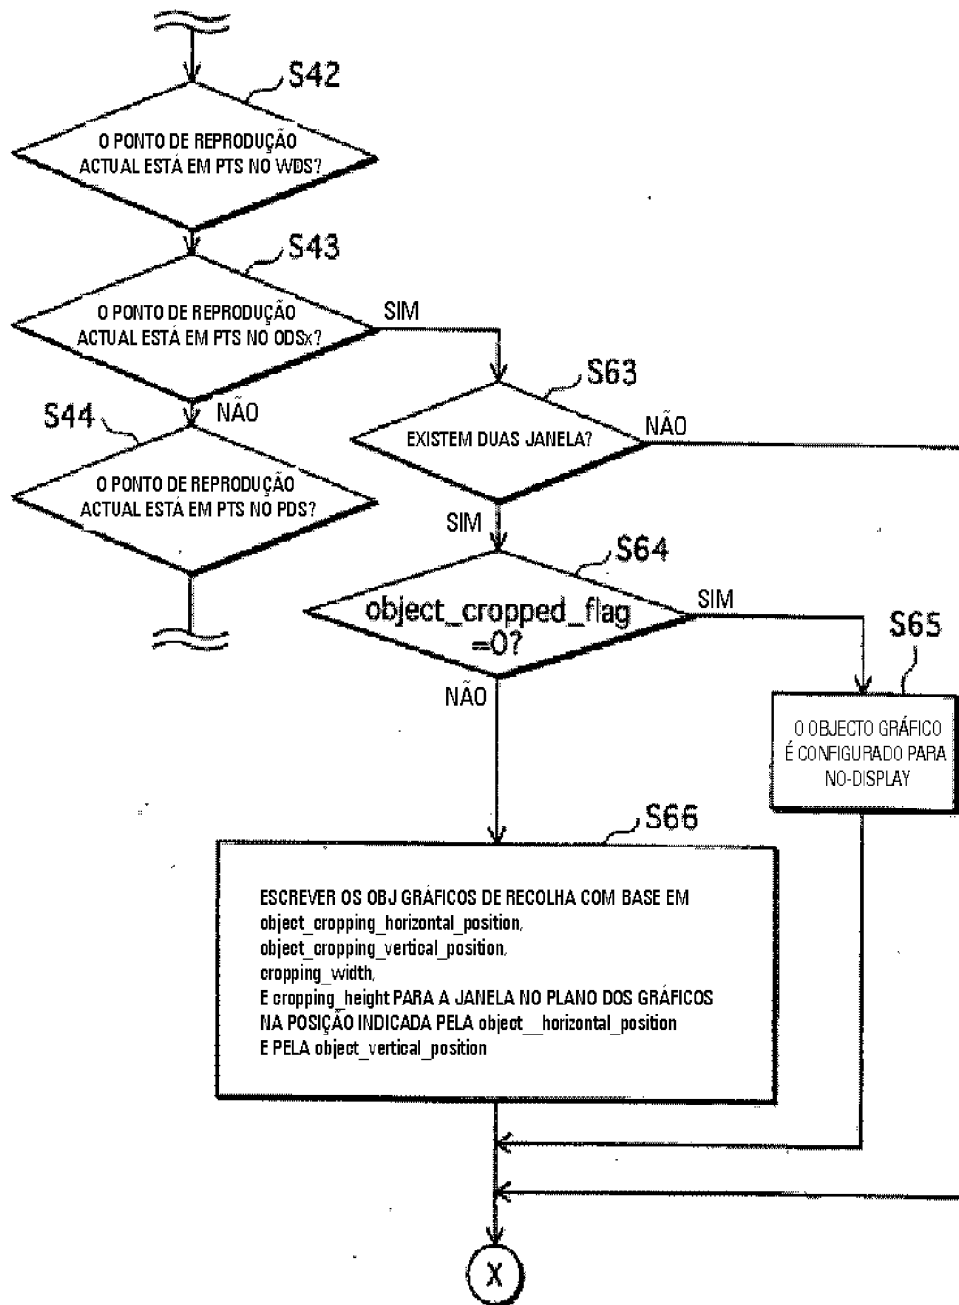 S42
O PONTO DE REPRODUÇÃO
ACTUAL ESTÁ EM PTS NO WDS?
S43
O PONTO DE REPRODUÇÃO
ACTUAL ESTÁ EM PTS NO ODSx?
SIM
NÃO
S44
O PONTO DE REPRODUÇÃO
ACTUAL ESTÁ EM PTS NO PDS?
S63
EXISTEM DUAS JANELA?
NÃO
SIM
S64
object_cropped_flag
=0?
SIM
NÃO
S65
O OBJECTO GRÁFICO
É CONFIGURADO PARA
NO-DISPLAY
S66
ESCREVER OS OBJ GRÁFICOS DE RECOLHA COM BASE EM
object_cropping_horizontal_position,
object_cropping_vertical_position,
cropping_width,
E cropping_height PARA A JANELA NO PLANO DOS GRÁFICOS
NA POSIÇÃO INDICADA PELA object__horizontal_position
E PELA object_vertical_position
X